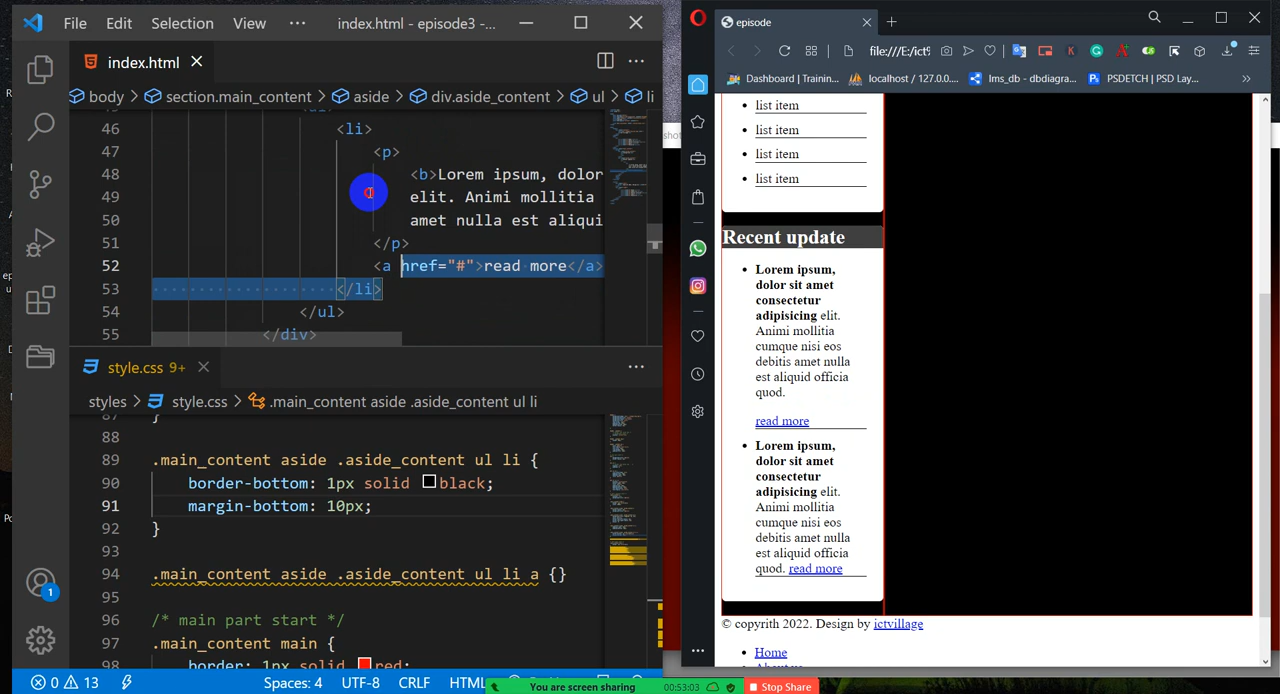 File Edit Selection View ··· index.html - episode3 -...
index.html
body > section.main_content > aside > div.aside_content > ul > li
46 <li>
47 <p>
48 <b>Lorem ipsum, dolor
49 elit. Animi mollitia
50 amet nulla est aliqui
51 </p>
52 <a href="#">read more</a>
53 </li>
54 </ul>
55 </div>
style.css 9+
styles > style.css > .main_content aside .aside_content ul li
87 }
88
89 .main_content aside .aside_content ul li {
90 border-bottom: 1px solid black;
91 margin-bottom: 10px;
92 }
93
94 .main_content aside .aside_content ul li a {}
95
96 /* main part start */
97 .main_content main {
98 border: 1px solid red;
1
0 13 Spaces: 4 UTF-8 CRLF HTML
You are screen sharing 00:53:03 Stop Share
episode
file:///E:/ict
Dashboard | Trainin... localhost / 127.0.0.... lms_db - dbdiagra... PSDETCH | PSD Lay... »
list item
list item
list item
list item
Recent update
Lorem ipsum,
dolor sit amet
consectetur
adipisicing elit.
Animi mollitia
cumque nisi eos
debitis amet nulla
est aliquid officia
quod.
read more
Lorem ipsum,
dolor sit amet
consectetur
adipisicing elit.
Animi mollitia
cumque nisi eos
debitis amet nulla
est aliquid officia
quod. read more
© copyrith 2022. Design by ictvillage
Home